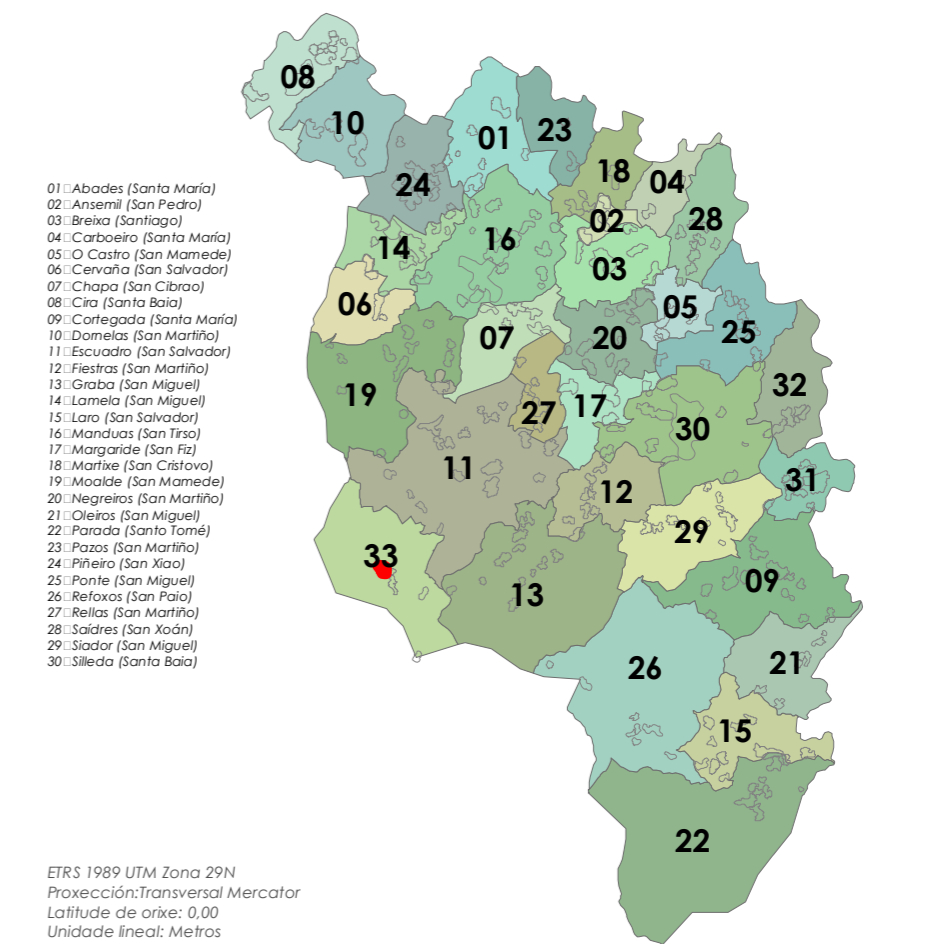 08
10
01
23
18
04
24
02
28
01 Abades (Santa María)
02 Ansemil (San Pedro)
03 Breixa (Santiago)
04 Carboeiro (Santa María)
05 O Castro (San Mamede)
06 Cervaña (San Salvador)
07 Chapa (San Cibrao)
08 Cira (Santa Baia)
09 Cortegada (Santa María)
10 Dornelas (San Martiño)
11 Escuadro (San Salvador)
12 Fiestras (San Martiño)
13 Graba (San Miguel)
14 Lamela (San Miguel)
15 Laro (San Salvador)
16 Manduas (San Tirso)
17 Margaride (San Fiz)
18 Martixe (San Cristovo)
19 Moalde (San Mamede)
20 Negreiros (San Martiño)
21 Oleiros (San Miguel)
22 Parada (Santo Tomé)
23 Pazos (San Martiño)
24 Piñeiro (San Xiao)
25 Ponte (San Miguel)
26 Refoxos (San Paio)
27 Rellas (San Martiño)
28 Saídres (San Xoán)
29 Siador (San Miguel)
30 Silleda (Santa Baia)
14
16
03
06
05
07
20
25
19
27
17
30
32
11
12
31
33
29
13
09
26
21
15
22
ETRS 1989 UTM Zona 29N
Proxección:Transversal Mercator
Latitude de orixe: 0,00
Unidade lineal: Metros